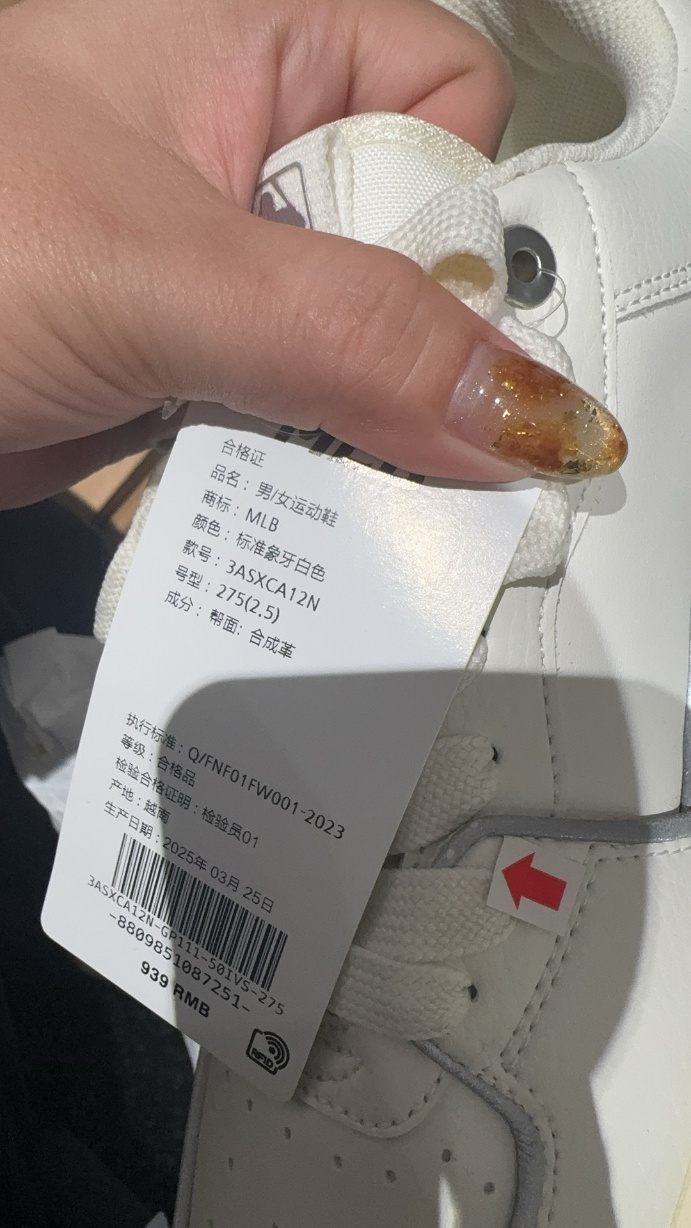 合格证
品名：男/女运动鞋
商标：MLB
颜色：标准象牙白色
款号：3ASXCA12N
号型：275(2.5)
成分：帮面: 合成革
执行标准：Q/FNF01FW001-2023
等级：合格品
检验合格证明：检验员01
产地：越南
生产日期：2025年 03月 25日
3ASXCA12N-GP111-50IVS-275
-8809851087251-
939 RMB
RFID